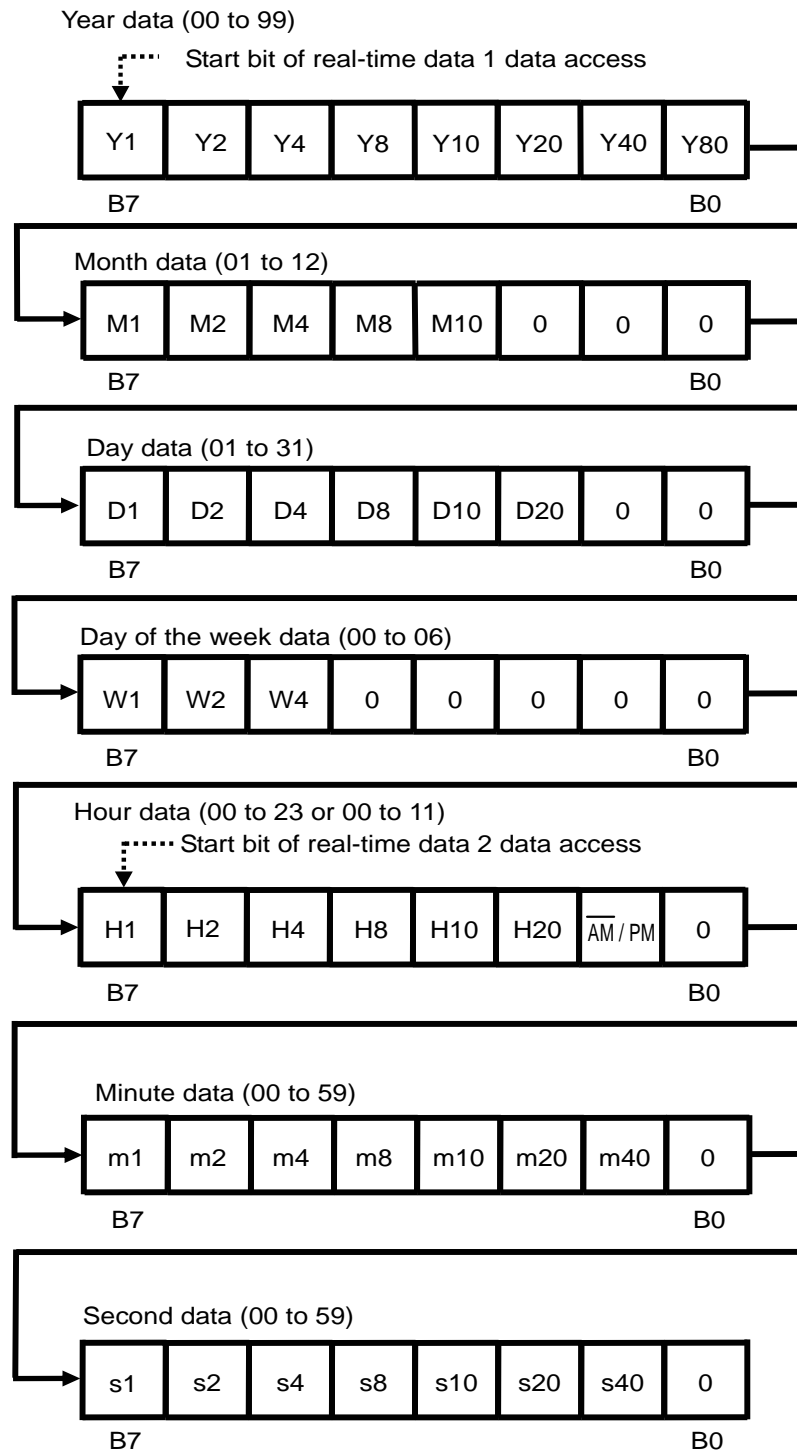 Year data (00 to 99)
Start bit of real-time data 1 data access
Y1 Y2 Y4 Y8 Y10 Y20 Y40 Y80
B7 B0
Month data (01 to 12)
M1 M2 M4 M8 M10 0 0 0
B7 B0
Day data (01 to 31)
D1 D2 D4 D8 D10 D20 0 0
B7 B0
Day of the week data (00 to 06)
W1 W2 W4 0 0 0 0 0
B7 B0
Hour data (00 to 23 or 00 to 11)
Start bit of real-time data 2 data access
H1 H2 H4 H8 H10 H20 A̅M̅ / PM 0
B7 B0
Minute data (00 to 59)
m1 m2 m4 m8 m10 m20 m40 0
B7 B0
Second data (00 to 59)
s1 s2 s4 s8 s10 s20 s40 0
B7 B0